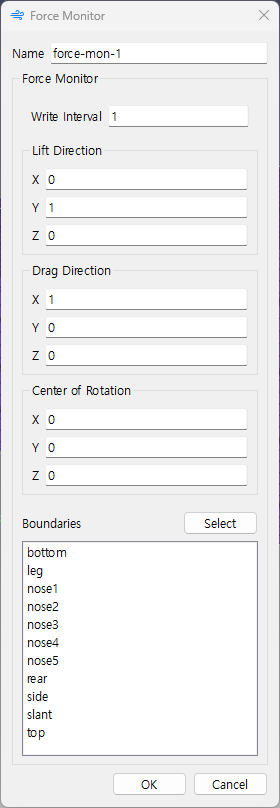 Force Monitor
Name force-mon-1
Force Monitor
Write Interval 1
Lift Direction
X 0
Y 1
Z 0
Drag Direction
X 1
Y 0
Z 0
Center of Rotation
X 0
Y 0
Z 0
Boundaries Select
bottom
leg
nose1
nose2
nose3
nose4
nose5
rear
side
slant
top
OK Cancel